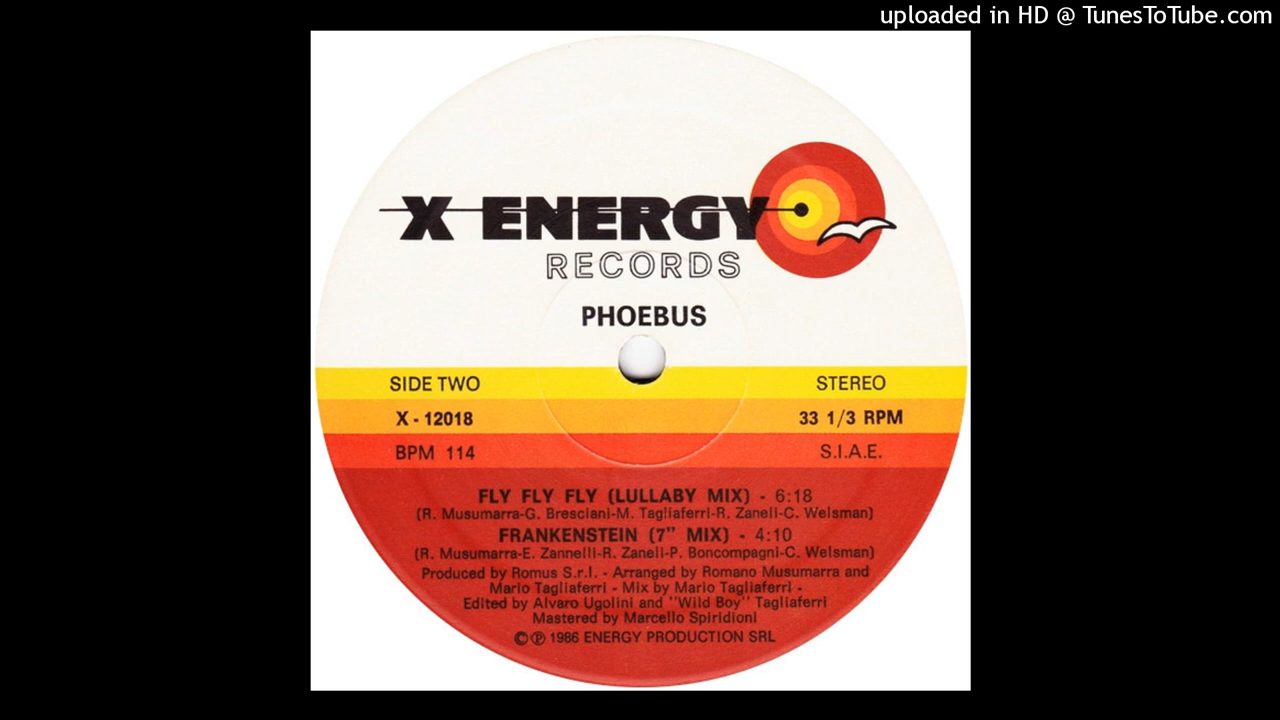 uploaded in HD @ TunesToTube.com
X ENERGY
RECORDS
PHOEBUS
SIDE TWO
STEREO
X - 12018
33 1/3 RPM
BPM 114
S.I.A.E.
FLY FLY FLY (LULLABY MIX) - 6:18
(R. Musumarra-G. Bresciani-M. Tagliaferri-R. Zaneli-C. Welsman)
FRANKENSTEIN (7" MIX) - 4:10
(R. Musumarra-E. Zannelli-R. Zaneli-P. Boncompagni-C. Welsman)
Produced by Romus S.r.l. - Arranged by Romano Musumarra and
Mario Tagliaferri - Mix by Mario Tagliaferri -
Edited by Alvaro Ugolini and "Wild Boy" Tagliaferri
Mastered by Marcello Spiridioni
©℗ 1986 ENERGY PRODUCTION SRL